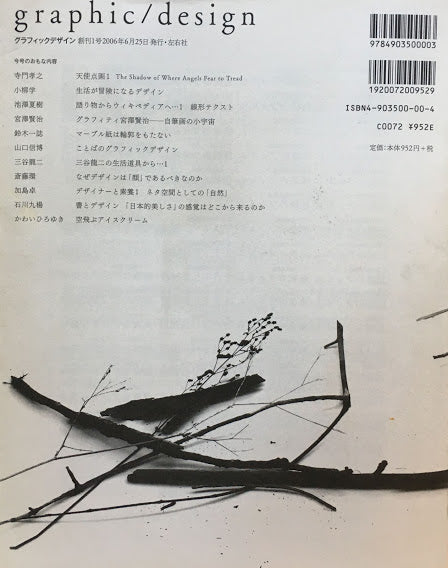 graphic/design
グラフィックデザイン 創刊1号2006年6月25日・発行・左右社
今号のおもな内容
寺門孝之 天使点画1 The Shadow of Where Angels Fear to Tread
小柳学 生活が冒険になるデザイン
池澤夏樹 語り物からウィキペディアへ…1 線形テクスト
宮澤賢治 グラフィティ宮澤賢治——自筆画の小宇宙
鈴木一誌 マーブル紙は輪郭をもたない
山口信博 ことばのグラフィックデザイン
三谷龍二 三谷龍二の生活道具から…1
斎藤環 なぜデザインは「顔」であるべきなのか
加島卓 デザイナーと素養1 ネタ空間としての「自然」
石川九楊 書とデザイン 「日本的美しさ」の感覚はどこから来るのか
かわいひろゆき 空飛ぶアイスクリーム
9784903500003
1920072009529
ISBN4-903500-00-4
C0072 ¥952E
定価:本体952円+税